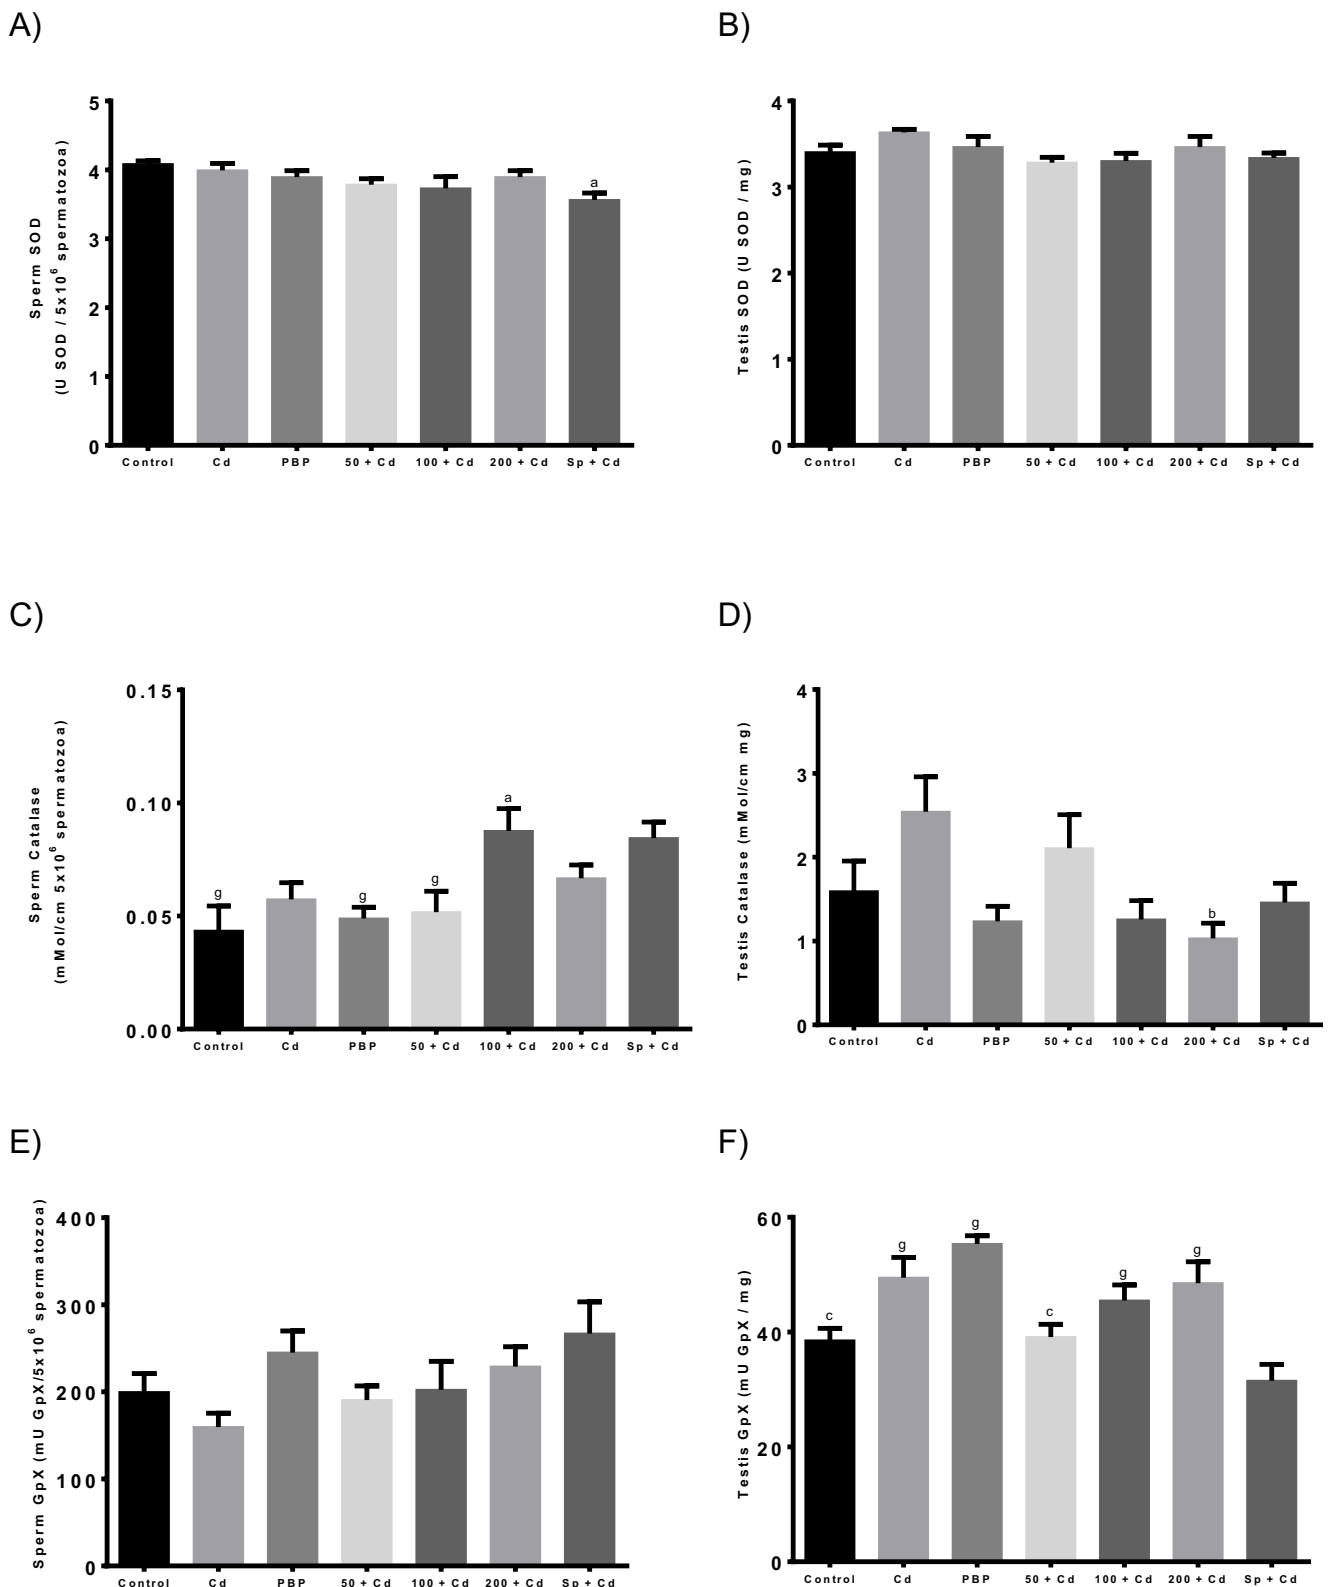 A)
B)
Sperm SOD
(U SOD / 5x10⁶ spermatozoa)
5
4
3
2
1
0
a
Control Cd PBP 50 + Cd 100 + Cd 200 + Cd Sp + Cd
Testis SOD (U SOD / mg)
4
3
2
1
0
Control Cd PBP 50 + Cd 100 + Cd 200 + Cd Sp + Cd
C)
D)
Sperm Catalase
(mMol/cm 5x10⁶ spermatozoa)
0.15
0.10
0.05
0.00
g g g a
Control Cd PBP 50 + Cd 100 + Cd 200 + Cd Sp + Cd
Testis Catalase (mMol/cm mg)
4
3
2
1
0
b
Control Cd PBP 50 + Cd 100 + Cd 200 + Cd Sp + Cd
E)
F)
Sperm GpX (mU GpX/5x10⁶ spermatozoa)
400
300
200
100
0
Control Cd PBP 50 + Cd 100 + Cd 200 + Cd Sp + Cd
Testis GpX (mU GpX / mg)
60
40
20
0
c g g c g g
Control Cd PBP 50 + Cd 100 + Cd 200 + Cd Sp + Cd